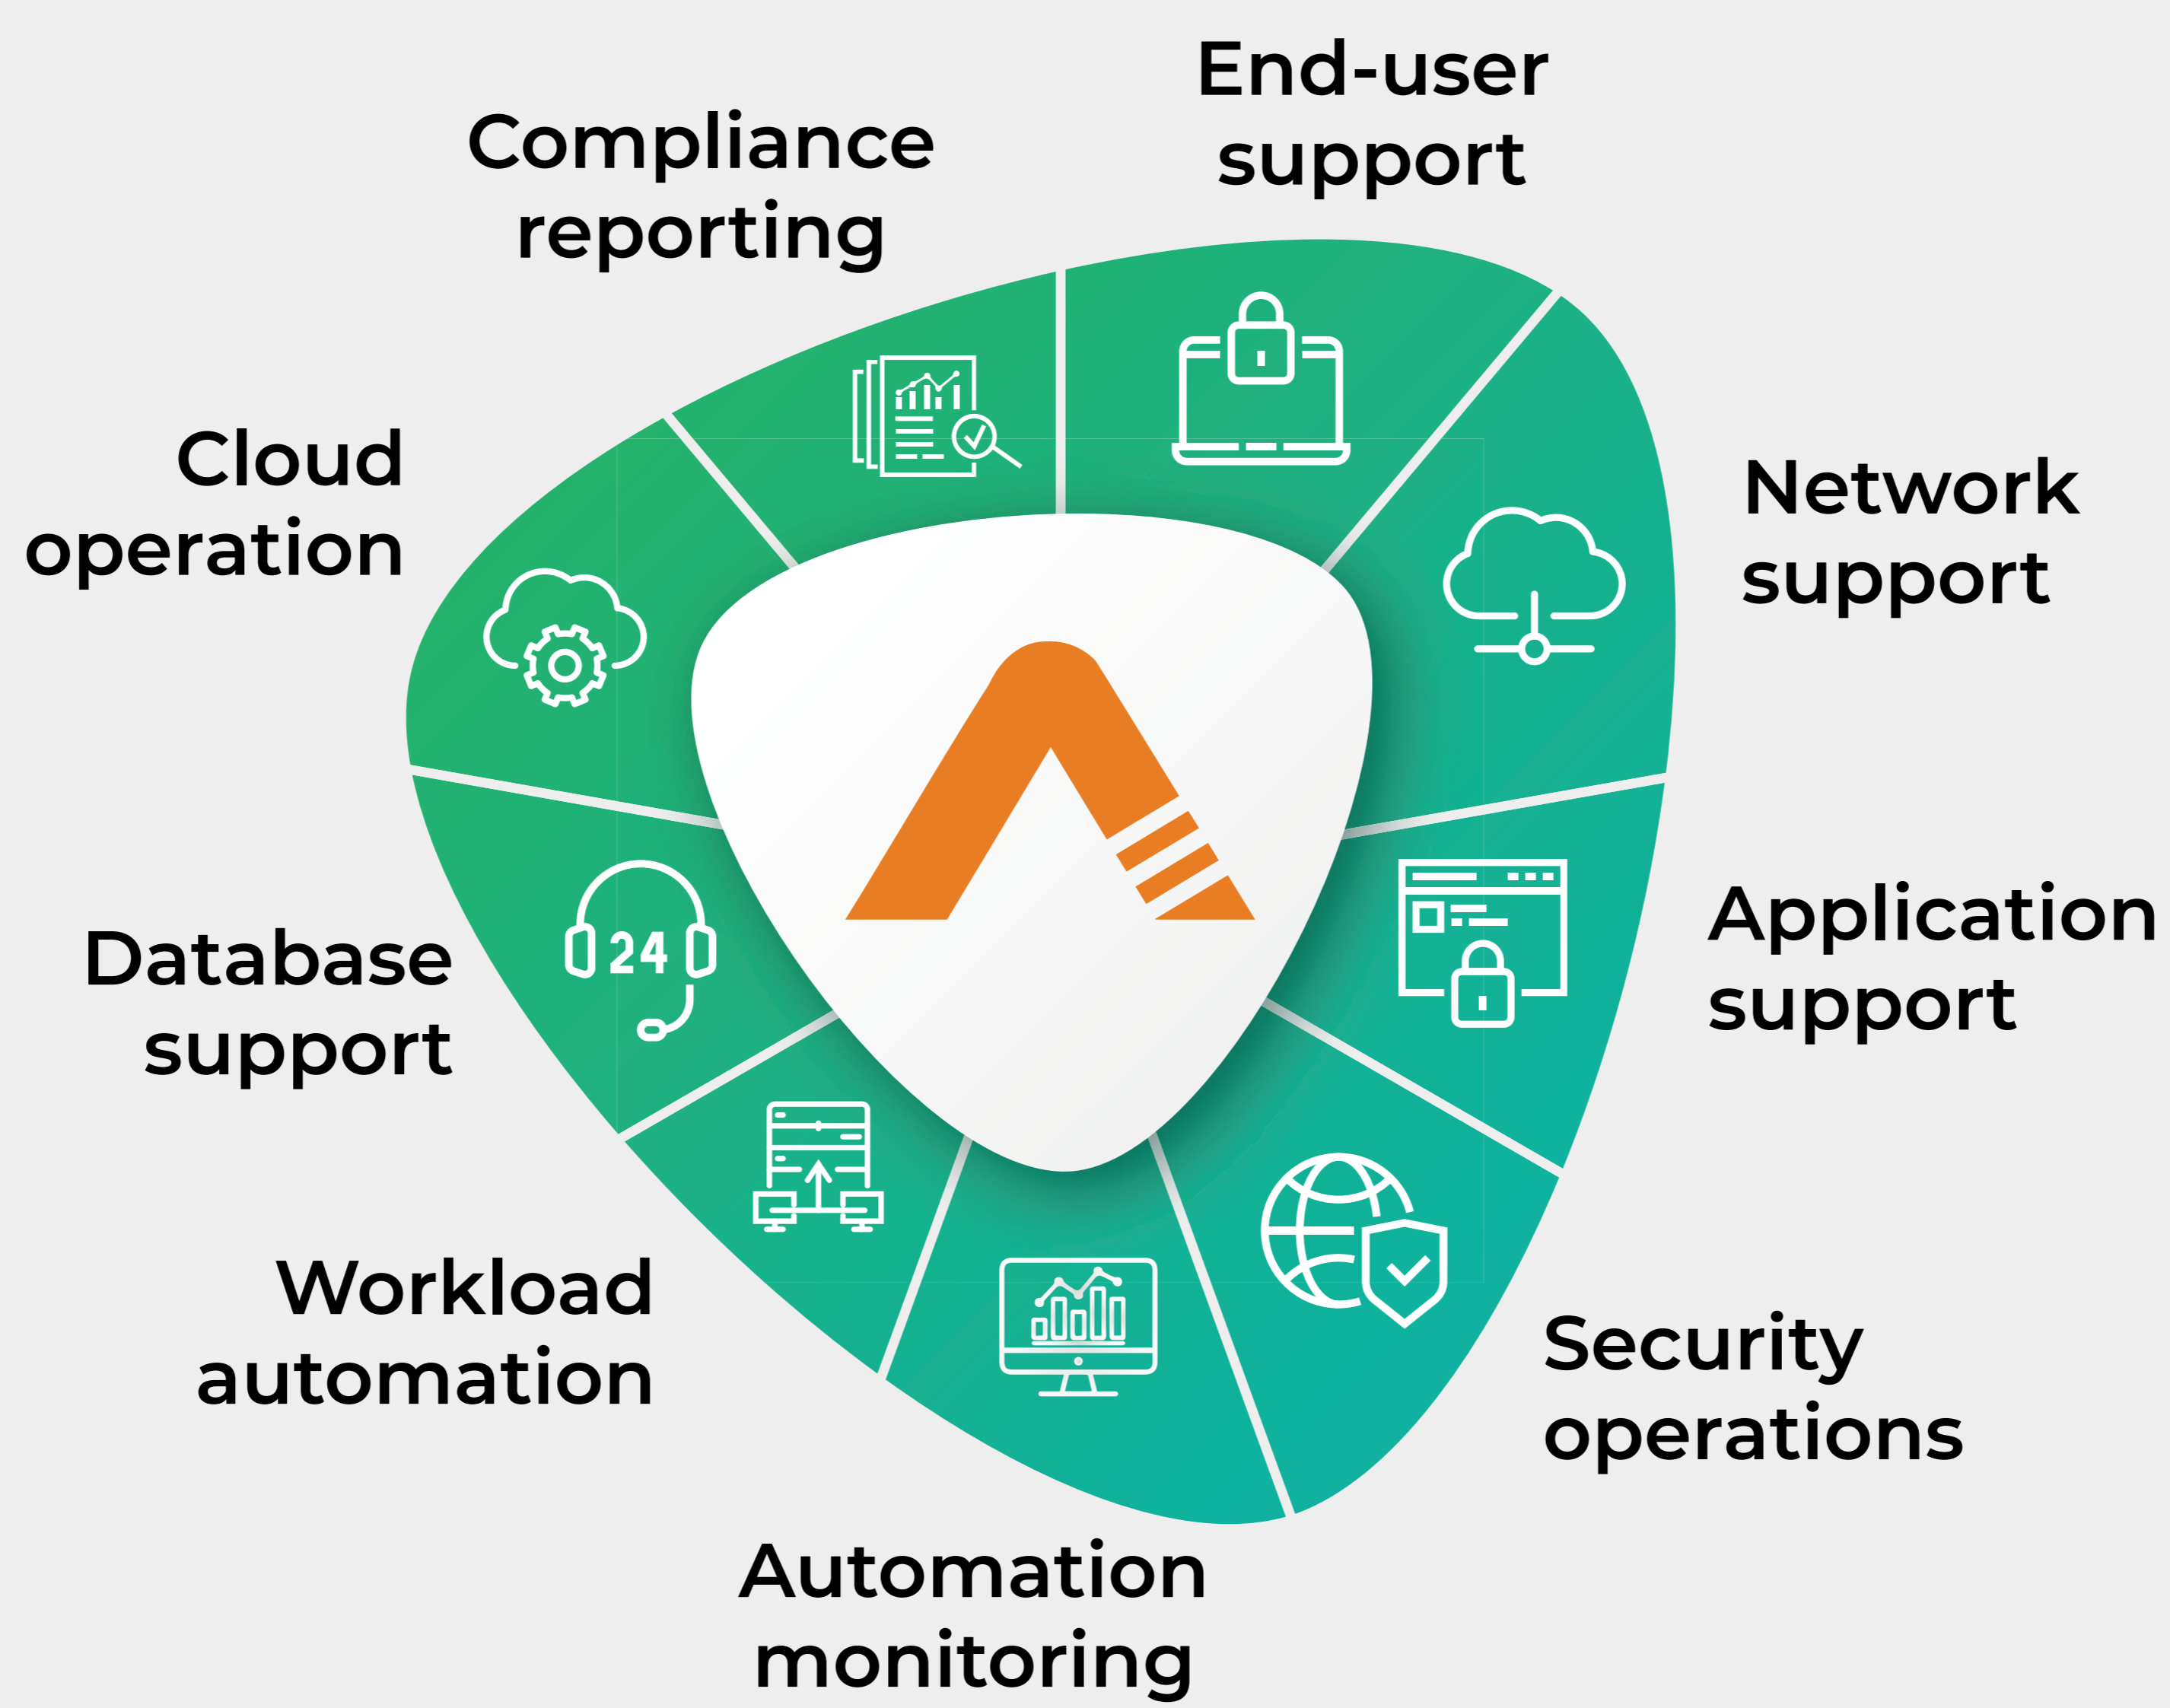 End-user
support
Compliance
reporting
Cloud
operation
Network
support
Application
support
Database
support
24
Workload
automation
Security
operations
Automation
monitoring